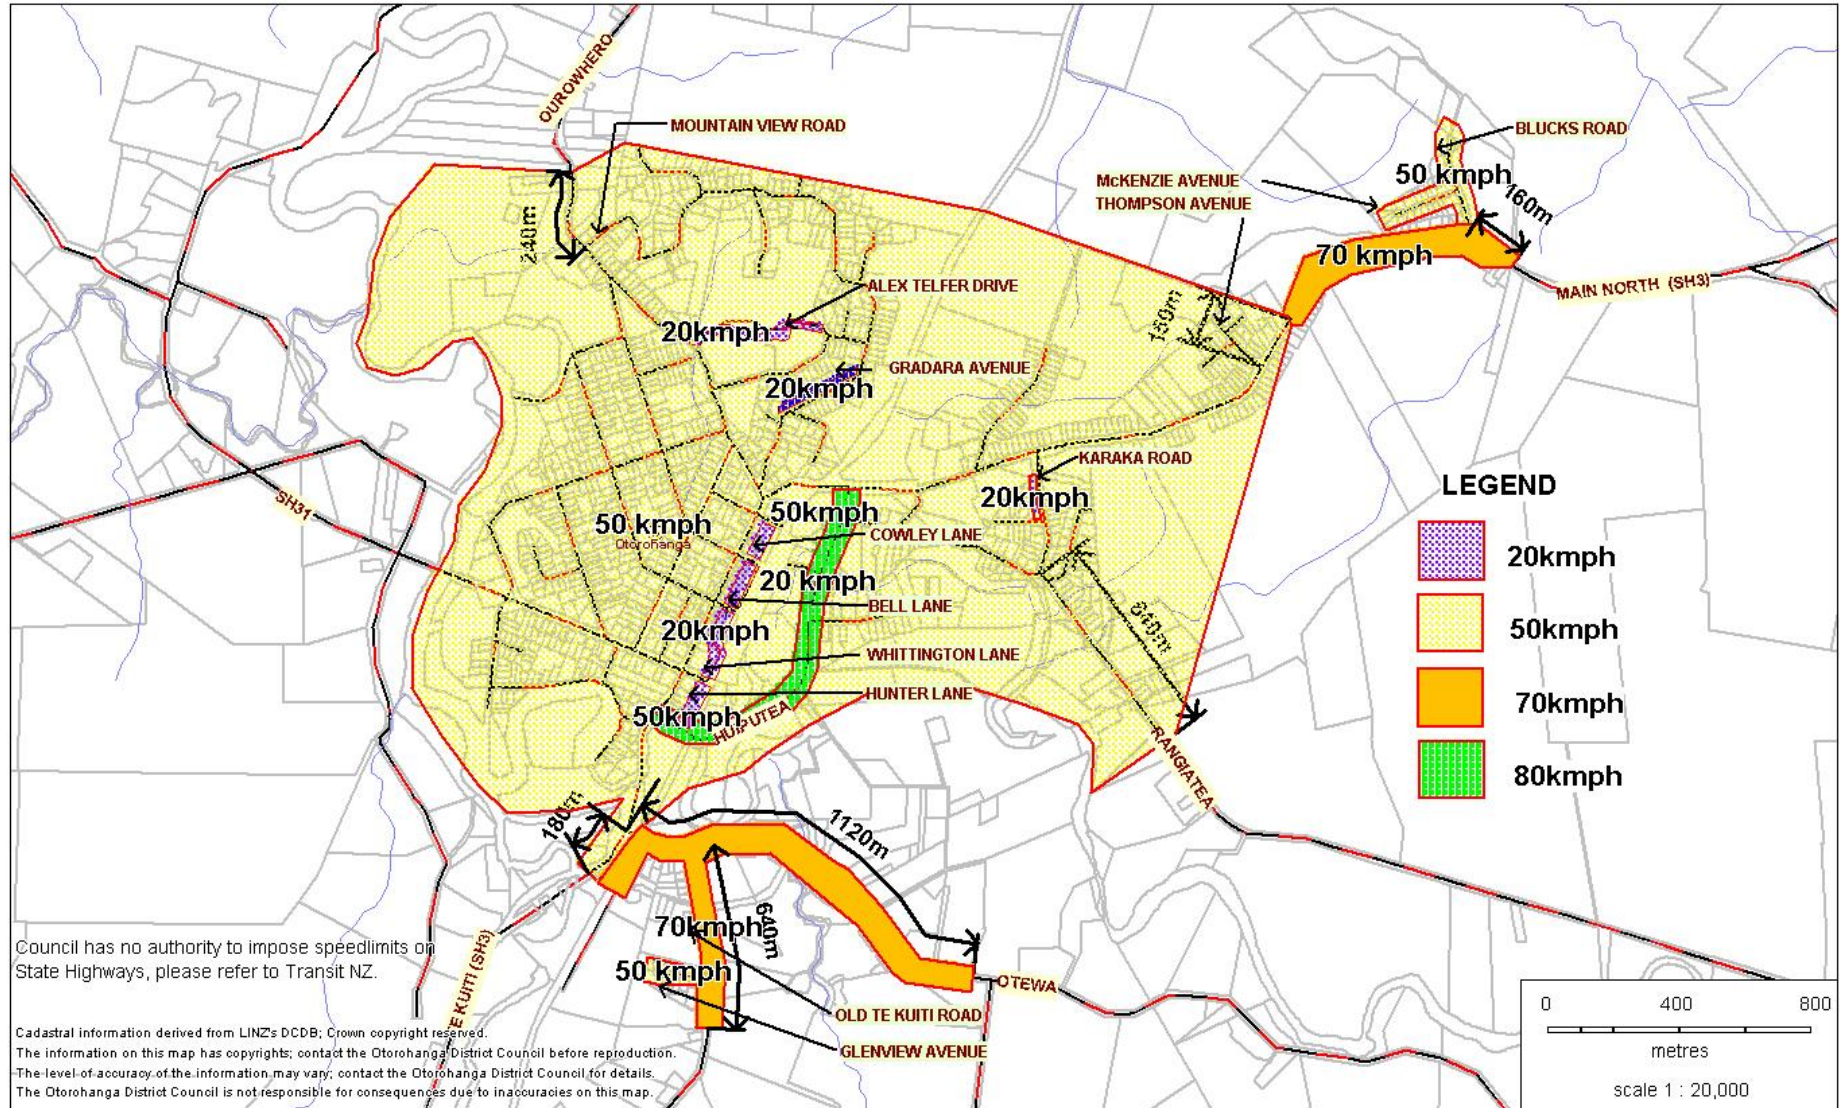 OUROWHERO
MOUNTAIN VIEW ROAD
BLUCKS ROAD
50 kmph
McKENZIE AVENUE
THOMPSON AVENUE
160m
240m
70 kmph
MAIN NORTH (SH3)
ALEX TELFER DRIVE
20kmph
GRADARA AVENUE
20kmph
KARAKA ROAD
20kmph
SH31
50 kmph
Otorohanga
50kmph
COWLEY LANE
20 kmph
BELL LANE
20kmph
WHITTINGTON LANE
HUNTER LANE
50kmph
HUIPUTEA
840m
RANGIATEA
LEGEND
20kmph
50kmph
70kmph
80kmph
180m
1120m
640m
70kmph
50 kmph
TE KUITI (SH3)
OTEWA
OLD TE KUITI ROAD
GLENVIEW AVENUE
Council has no authority to impose speedlimits on
State Highways, please refer to Transit NZ.
Cadastral information derived from LINZ's DCDB; Crown copyright reserved.
The information on this map has copyrights; contact the Otorohanga District Council before reproduction.
The level of accuracy of the information may vary; contact the Otorohanga District Council for details.
The Otorohanga District Council is not responsible for consequences due to inaccuracies on this map.
0 400 800
metres
scale 1 : 20,000